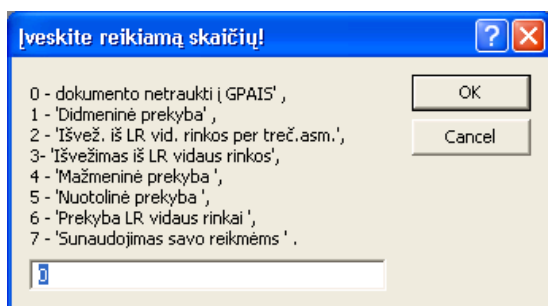 Įveskite reikiamą skaičių!
0 - dokumento netraukti į GPAIS' ,
OK
1 - 'Didmeninė prekyba' ,
2 - 'Išvež. iš LR vid. rinkos per treč.asm.',
Cancel
3- 'Išvežimas iš LR vidaus rinkos',
4 - 'Mažmeninė prekyba ',
5 - 'Nuotolinė prekyba ',
6 - 'Prekyba LR vidaus rinkai ',
7 - 'Sunaudojimas savo reikmėms ' .
0